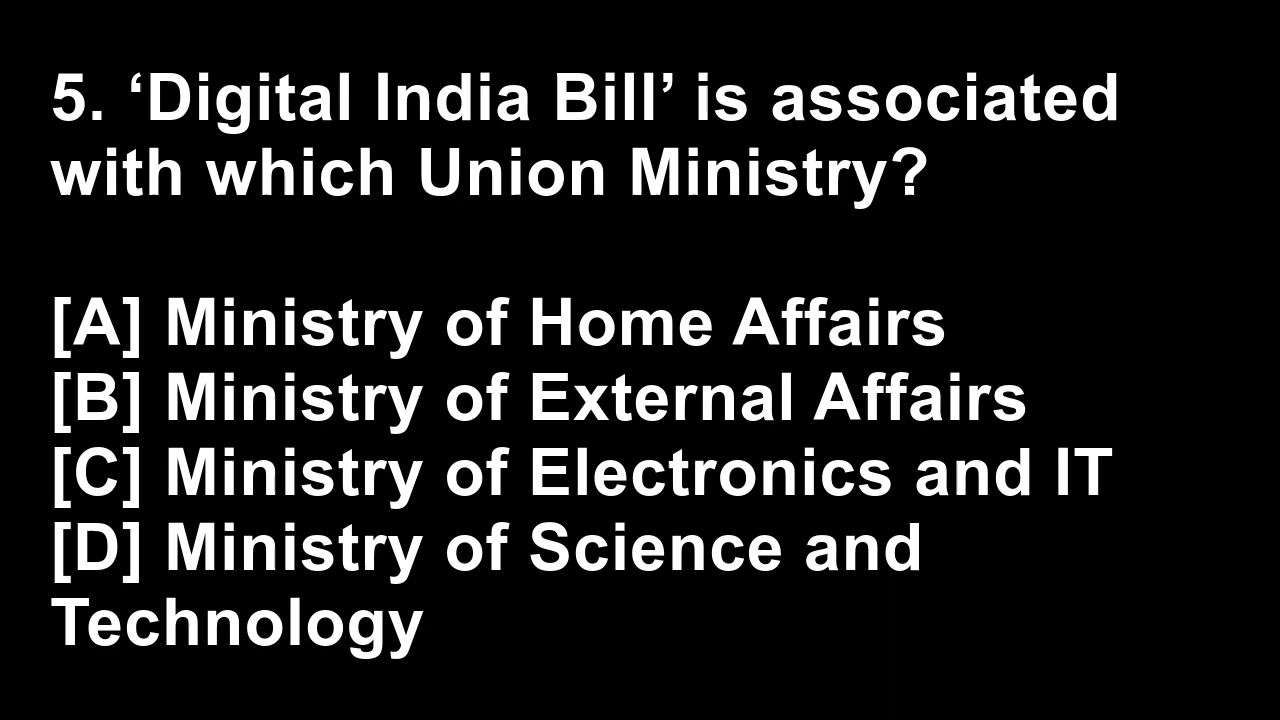 5. ‘Digital India Bill’ is associated
with which Union Ministry?
[A] Ministry of Home Affairs
[B] Ministry of External Affairs
[C] Ministry of Electronics and IT
[D] Ministry of Science and
Technology